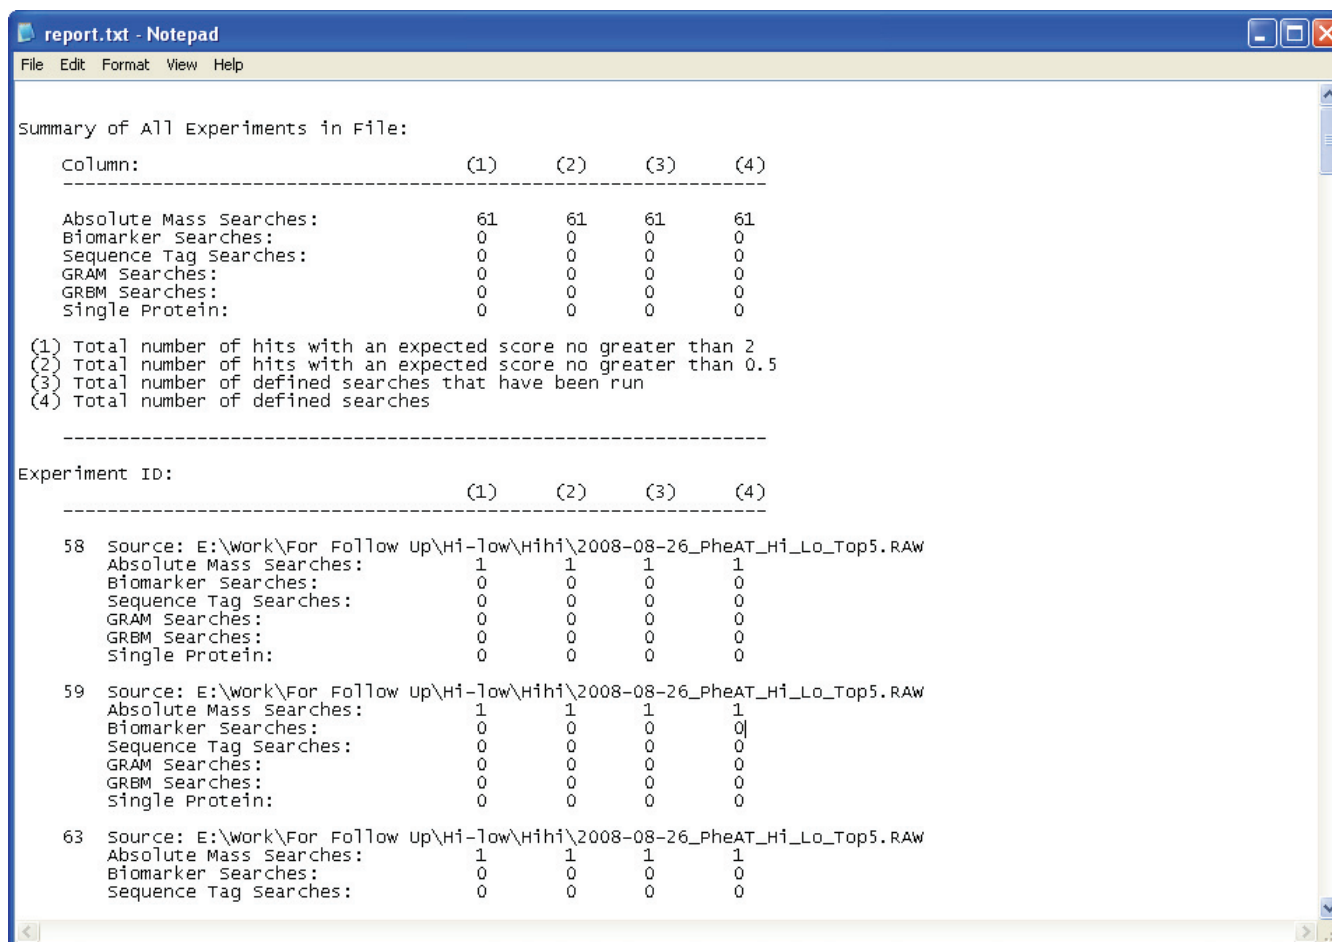 report.txt - Notepad
File Edit Format View Help
Summary of All Experiments in File:
Column: (1) (2) (3) (4)
---------------------------------------------------------------
Absolute Mass Searches: 61 61 61 61
Biomarker Searches: 0 0 0 0
Sequence Tag Searches: 0 0 0 0
GRAM Searches: 0 0 0 0
GRBM Searches: 0 0 0 0
Single Protein: 0 0 0 0
(1) Total number of hits with an expected score no greater than 2
(2) Total number of hits with an expected score no greater than 0.5
(3) Total number of defined searches that have been run
(4) Total number of defined searches
---------------------------------------------------------------
Experiment ID:
(1) (2) (3) (4)
---------------------------------------------------------------
58 Source: E:\Work\For Follow Up\Hi-low\Hihi\2008-08-26_PheAT_Hi_Lo_Top5.RAW
Absolute Mass Searches: 1 1 1 1
Biomarker Searches: 0 0 0 0
Sequence Tag Searches: 0 0 0 0
GRAM Searches: 0 0 0 0
GRBM Searches: 0 0 0 0
Single Protein: 0 0 0 0
59 Source: E:\Work\For Follow Up\Hi-low\Hihi\2008-08-26_PheAT_Hi_Lo_Top5.RAW
Absolute Mass Searches: 1 1 1 1
Biomarker Searches: 0 0 0 0
Sequence Tag Searches: 0 0 0 0
GRAM Searches: 0 0 0 0
GRBM Searches: 0 0 0 0
Single Protein: 0 0 0 0
63 Source: E:\Work\For Follow Up\Hi-low\Hihi\2008-08-26_PheAT_Hi_Lo_Top5.RAW
Absolute Mass Searches: 1 1 1 1
Biomarker Searches: 0 0 0 0
Sequence Tag Searches: 0 0 0 0